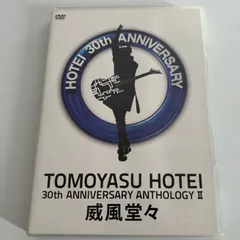 DVD
HOTEI 30th ANNIVERSARY
TOMOYASU HOTEI
30th ANNIVERSARY ANTHOLOGY II
威風堂々